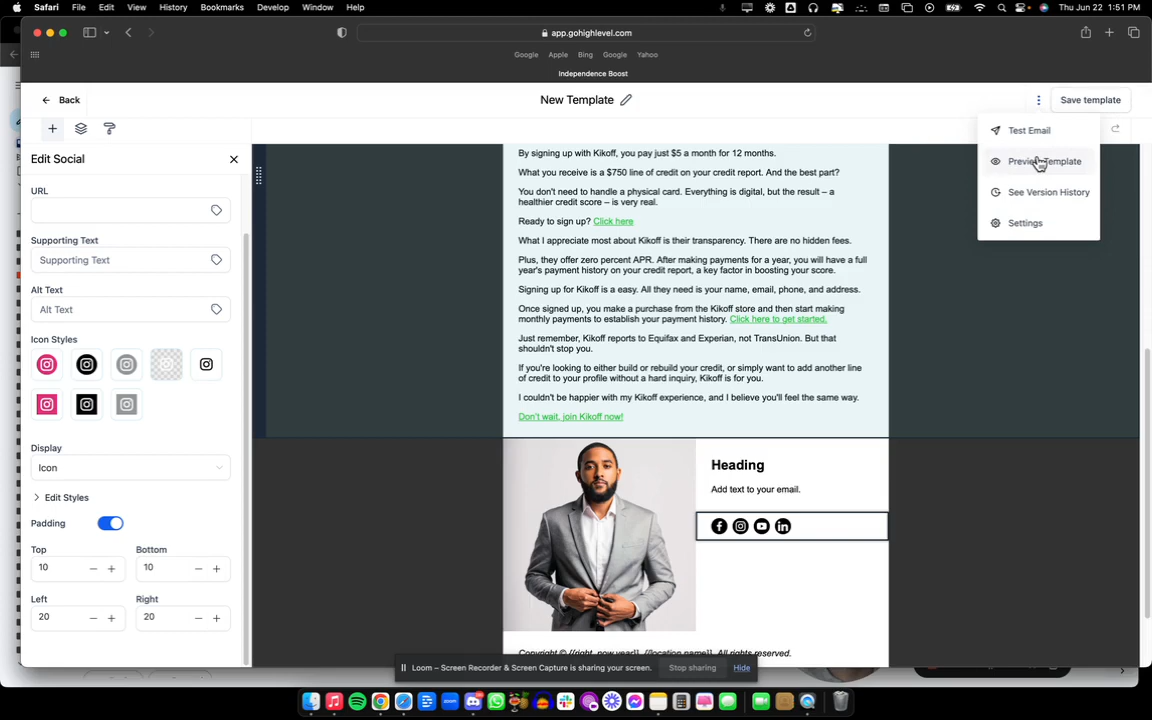 Safari File Edit View History Bookmarks Develop Window Help
Thu Jun 22 1:51 PM
app.gohighlevel.com
Google Apple Bing Google Yahoo
Independence Boost
Back
New Template
Save template
Test Email
Preview Template
See Version History
Settings
Edit Social
URL
Supporting Text
Supporting Text
Alt Text
Alt Text
Icon Styles
Display
Icon
Edit Styles
Padding
Top Bottom
10 10
Left Right
20 20
By signing up with Kikoff, you pay just $5 a month for 12 months.
What you receive is a $750 line of credit on your credit report. And the best part?
You don't need to handle a physical card. Everything is digital, but the result – a
healthier credit score – is very real.
Ready to sign up? Click here
What I appreciate most about Kikoff is their transparency. There are no hidden fees.
Plus, they offer zero percent APR. After making payments for a year, you will have a full
year's payment history on your credit report, a key factor in boosting your score.
Signing up for Kikoff is a easy. All they need is your name, email, phone, and address.
Once signed up, you make a purchase from the Kikoff store and then start making
monthly payments to establish your payment history. Click here to get started.
Just remember, Kikoff reports to Equifax and Experian, not TransUnion. But that
shouldn't stop you.
If you're looking to either build or rebuild your credit, or simply want to add another line
of credit to your profile without a hard inquiry, Kikoff is for you.
I couldn't be happier with my Kikoff experience, and I believe you'll feel the same way.
Don't wait, join Kikoff now!
Heading
Add text to your email.
Loom – Screen Recorder & Screen Capture is sharing your screen.
Stop sharing
Hide
reserved.